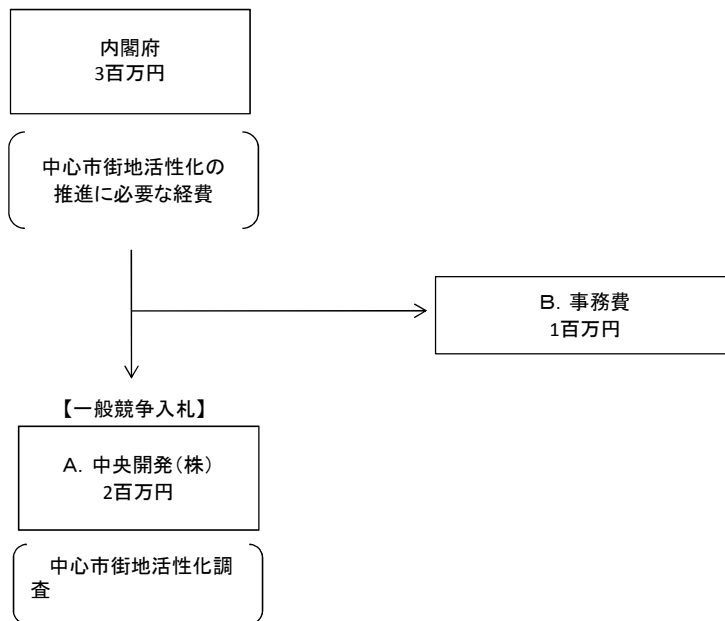 内閣府
3百万円
中心市街地活性化の
推進に必要な経費
B. 事務費
1百万円
【一般競争入札】
A. 中央開発(株)
2百万円
中心市街地活性化調
査